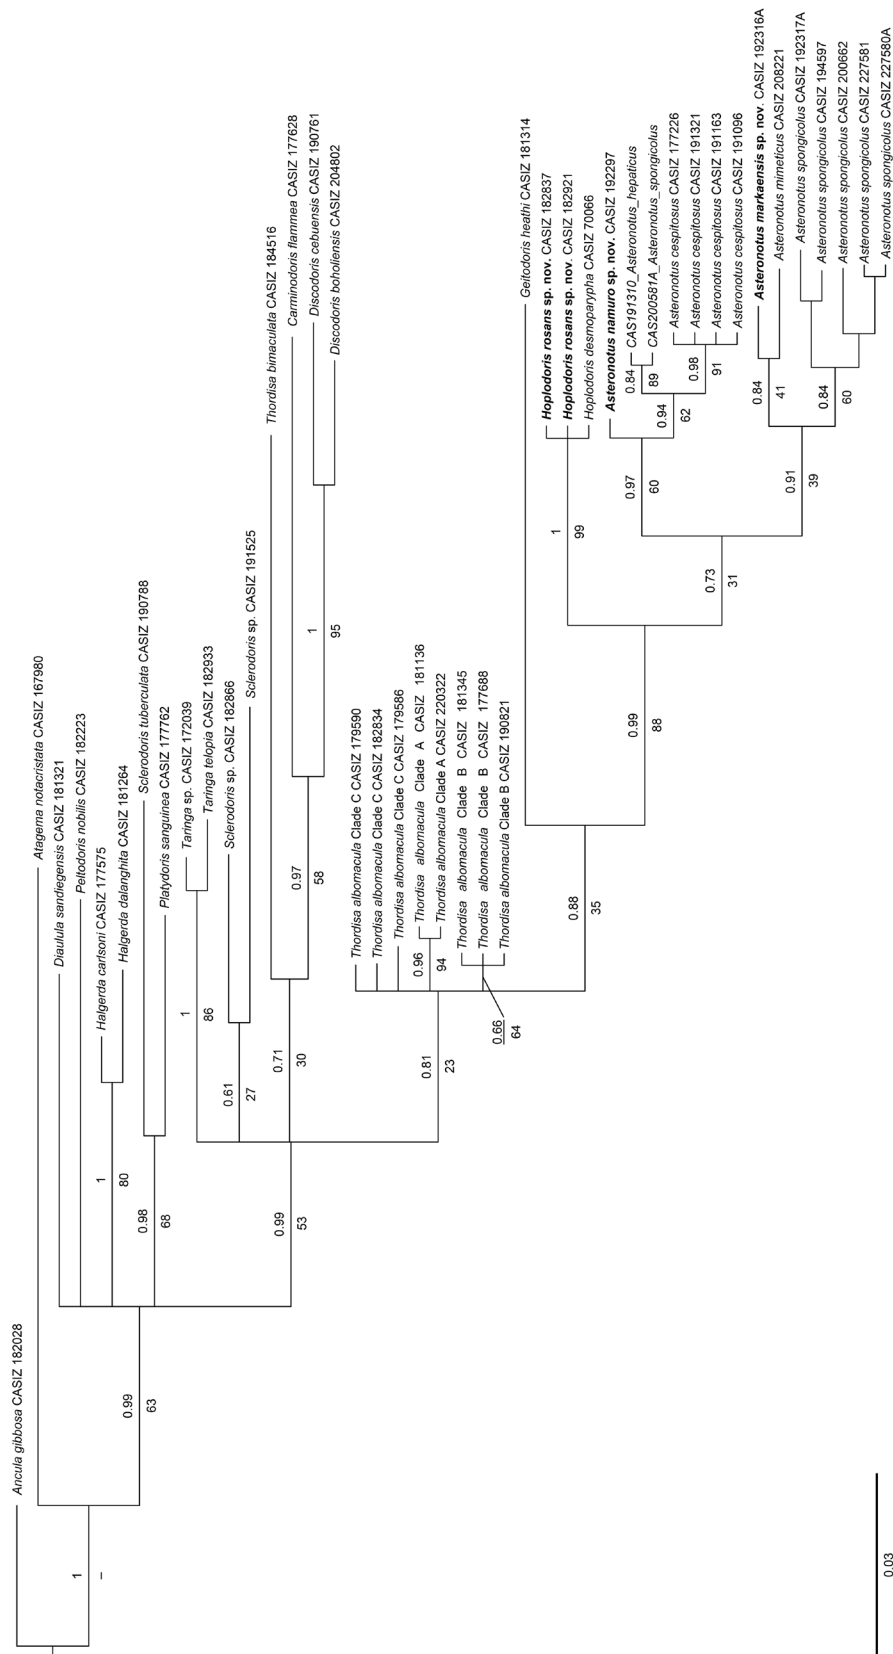 Ancula gibbosa CASIZ 182028
Atagema notacristata CASIZ 167980
Diaulula sandiegensis CASIZ 181321
Peltodoris nobilis CASIZ 182223
Halgerda carlsoni CASIZ 177575
Halgerda dalanghita CASIZ 181264
Sclerodoris tuberculata CASIZ 190788
Platydoris sanguinea CASIZ 177762
Taringa sp. CASIZ 172039
Taringa telopia CASIZ 182933
Sclerodoris sp. CASIZ 182866
Sclerodoris sp. CASIZ 191525
Thordisa bimaculata CASIZ 184516
Carminodoris flammea CASIZ 177628
Discodoris cebuensis CASIZ 190761
Discodoris boholiensis CASIZ 204802
Thordisa albomacula Clade C CASIZ 179590
Thordisa albomacula Clade C CASIZ 182834
Thordisa albomacula Clade C CASIZ 179586
Thordisa albomacula Clade A CASIZ 181136
Thordisa albomacula Clade A CASIZ 220322
Thordisa albomacula Clade B CASIZ 181345
Thordisa albomacula Clade B CASIZ 177688
Thordisa albomacula Clade B CASIZ 190821
Geitodoris heathi CASIZ 181314
Hoplodoris rosans sp. nov. CASIZ 182837
Hoplodoris rosans sp. nov. CASIZ 182921
Hoplodoris desmoparypha CASIZ 70066
Asteronotus namuro sp. nov. CASIZ 192297
CAS191310_Asteronotus_hepaticus
CAS200581A_Asteronotus_spongicolus
Asteronotus cespitosus CASIZ 177226
Asteronotus cespitosus CASIZ 191321
Asteronotus cespitosus CASIZ 191163
Asteronotus cespitosus CASIZ 191096
Asteronotus markaensis sp. nov. CASIZ 192316A
Asteronotus mimeticus CASIZ 208221
Asteronotus spongicolus CASIZ 192317A
Asteronotus spongicolus CASIZ 194597
Asteronotus spongicolus CASIZ 200662
Asteronotus spongicolus CASIZ 227581
Asteronotus spongicolus CASIZ 227580A
1
–
0.99
63
1
80
0.98
68
0.99
53
1
86
0.61
27
0.71
30
0.97
58
1
95
0.81
23
0.96
94
0.66
64
0.88
35
0.99
88
1
99
0.73
31
0.97
60
0.94
62
0.84
89
0.98
91
0.91
39
0.84
41
0.84
60
0.03